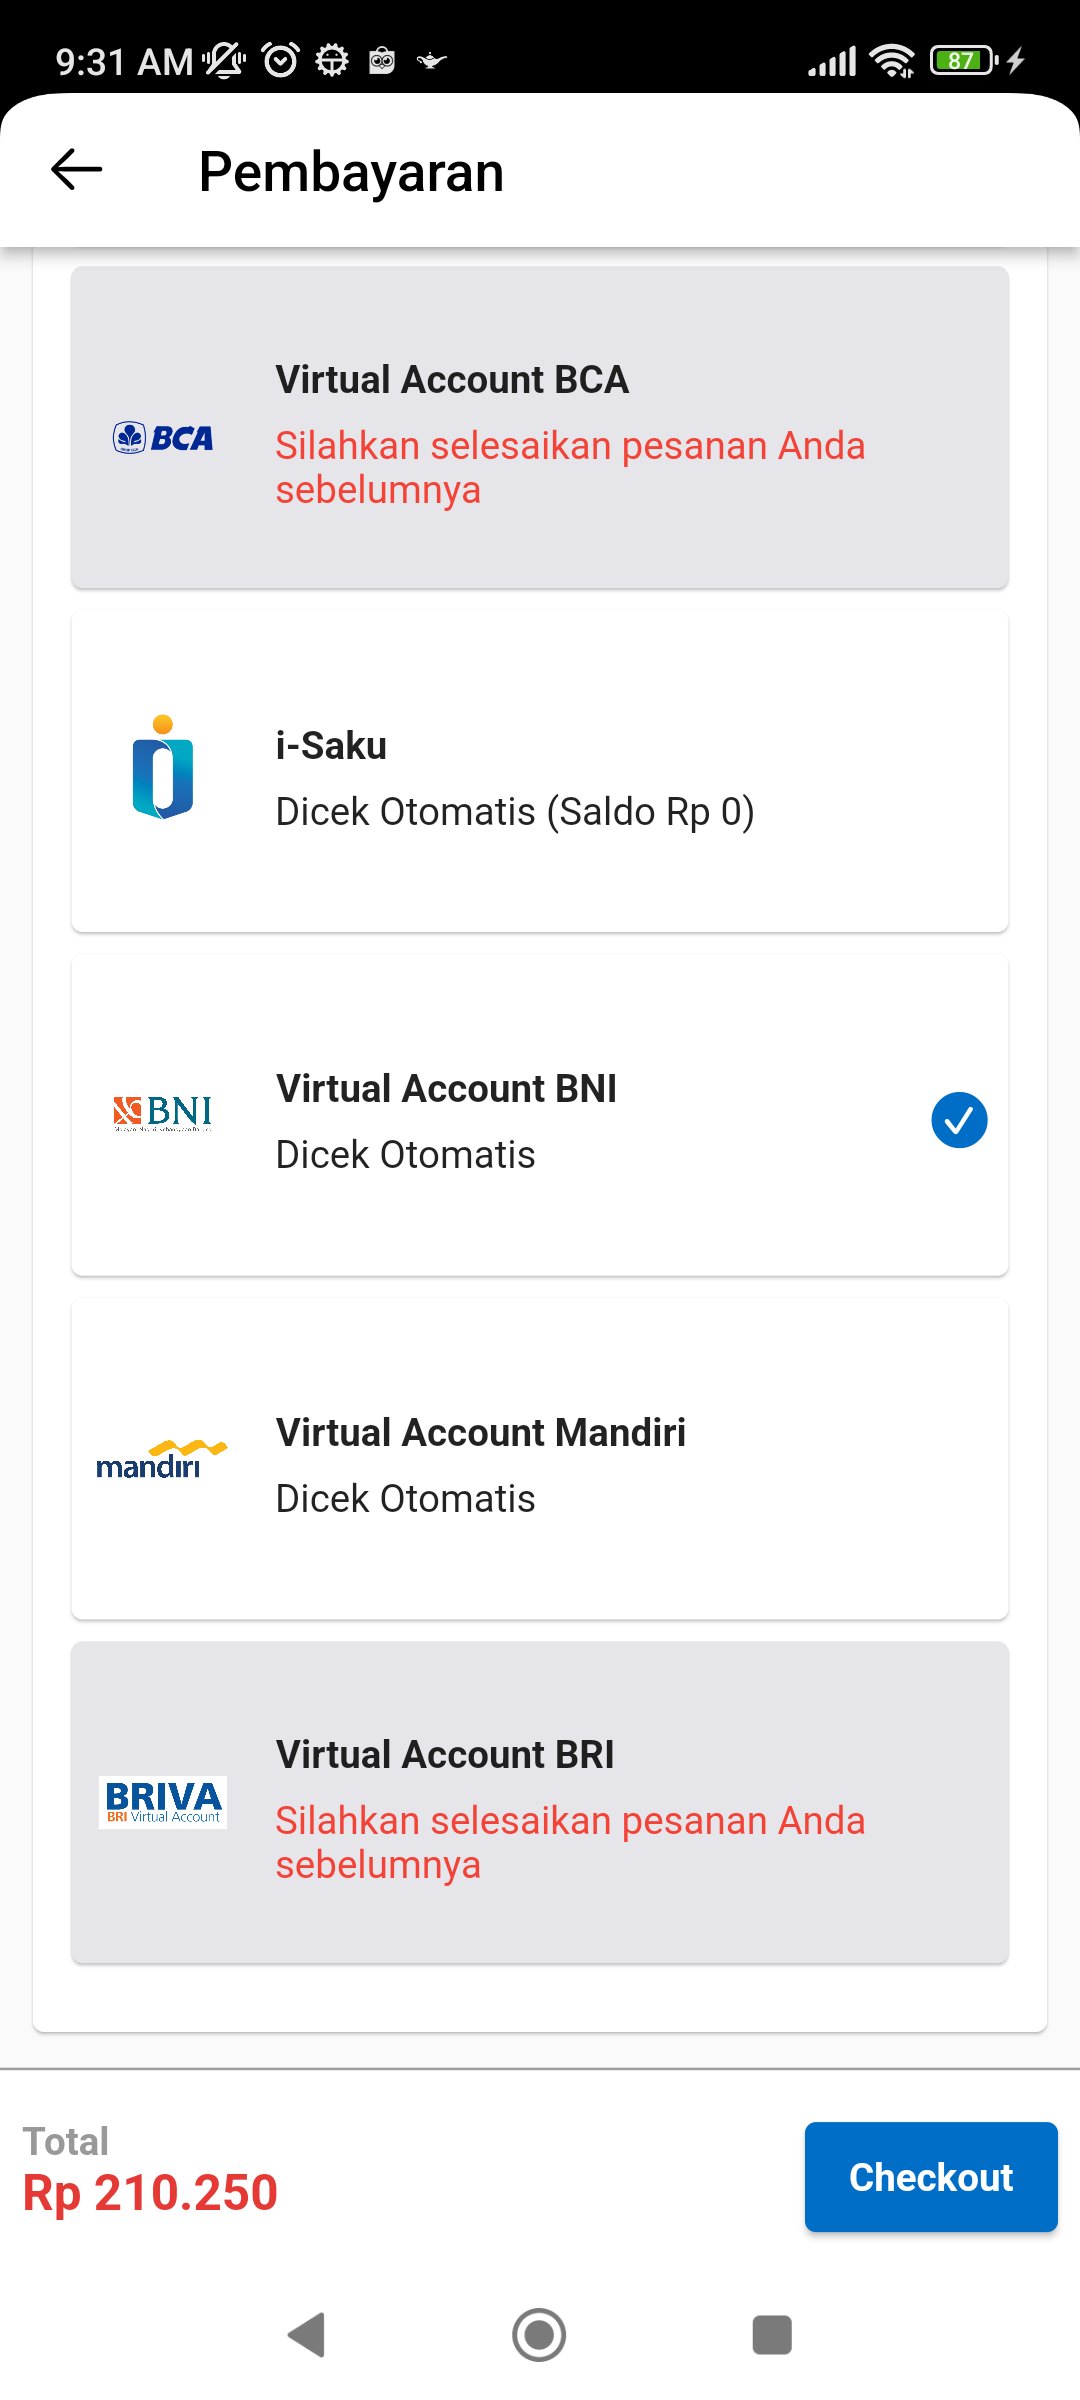 9:31 AM
87
Pembayaran
Virtual Account BCA
BCA
Silahkan selesaikan pesanan Anda
sebelumnya
i-Saku
Dicek Otomatis (Saldo Rp 0)
Virtual Account BNI
BNI
Dicek Otomatis
Virtual Account Mandiri
mandiri
Dicek Otomatis
Virtual Account BRI
BRIVA
BRI Virtual Account
Silahkan selesaikan pesanan Anda
sebelumnya
Total
Rp 210.250
Checkout